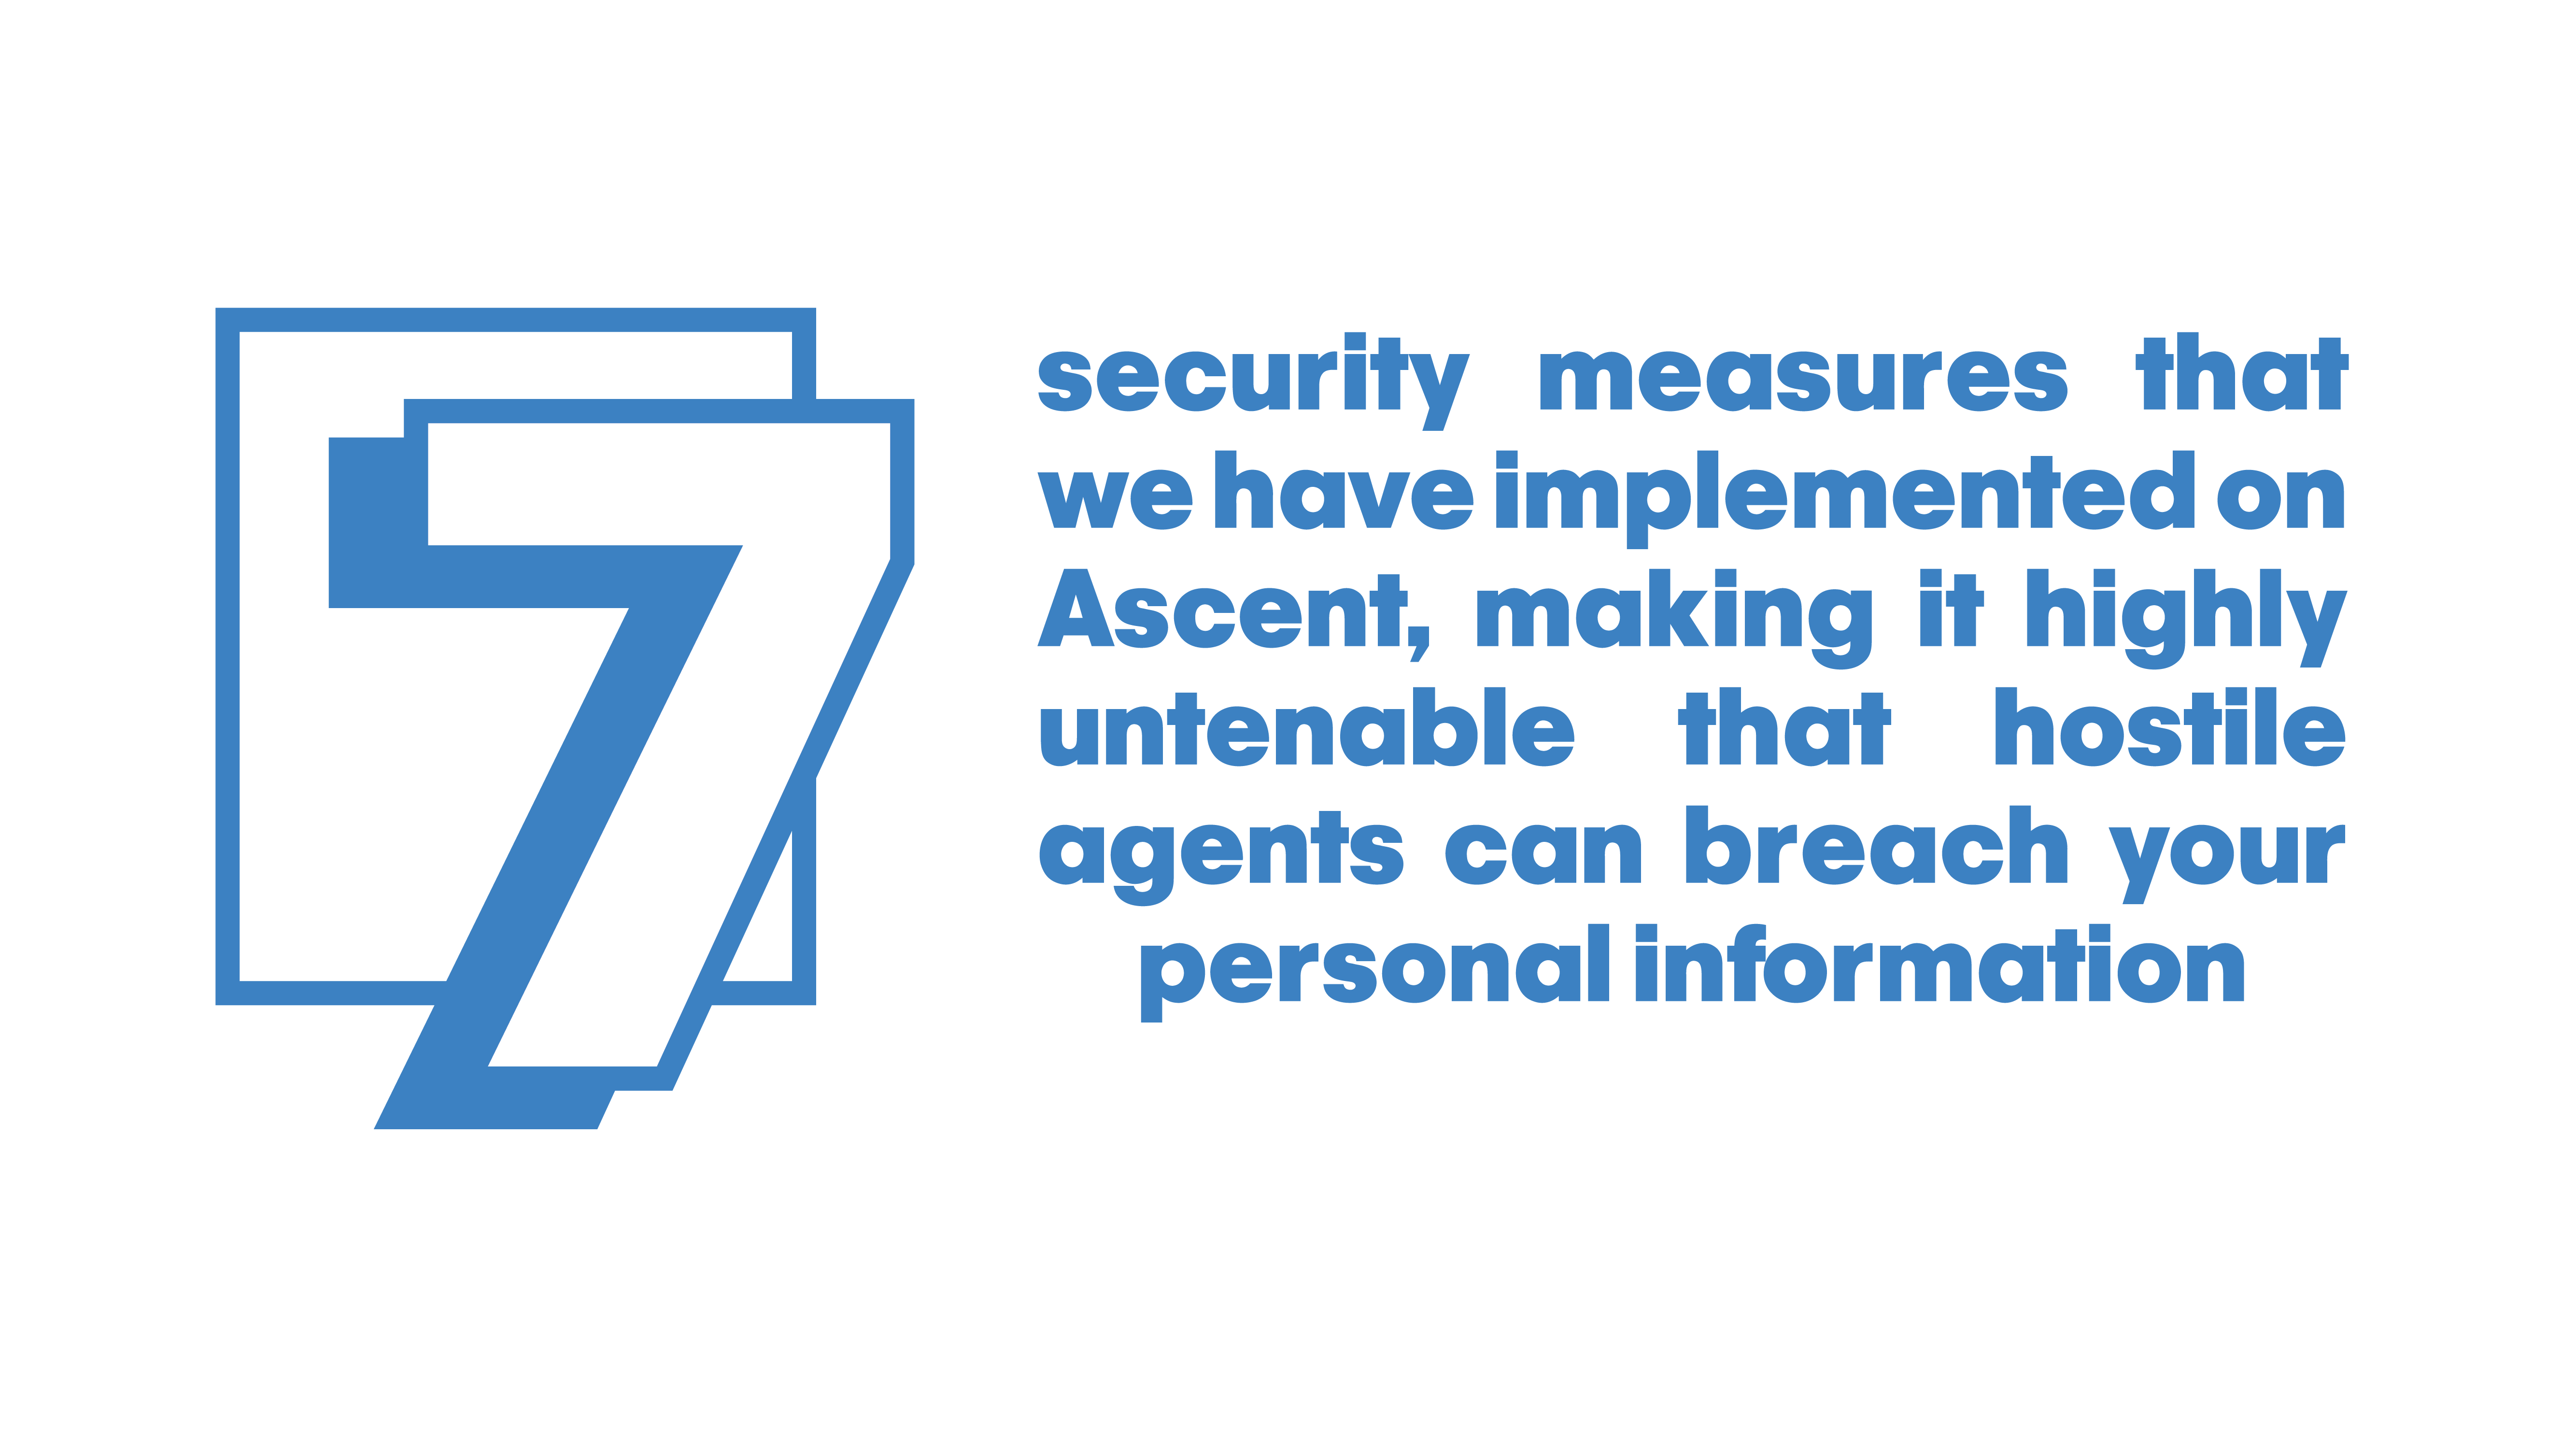 7
security measures that
we have implemented on
Ascent, making it highly
untenable that hostile
agents can breach your
personal information